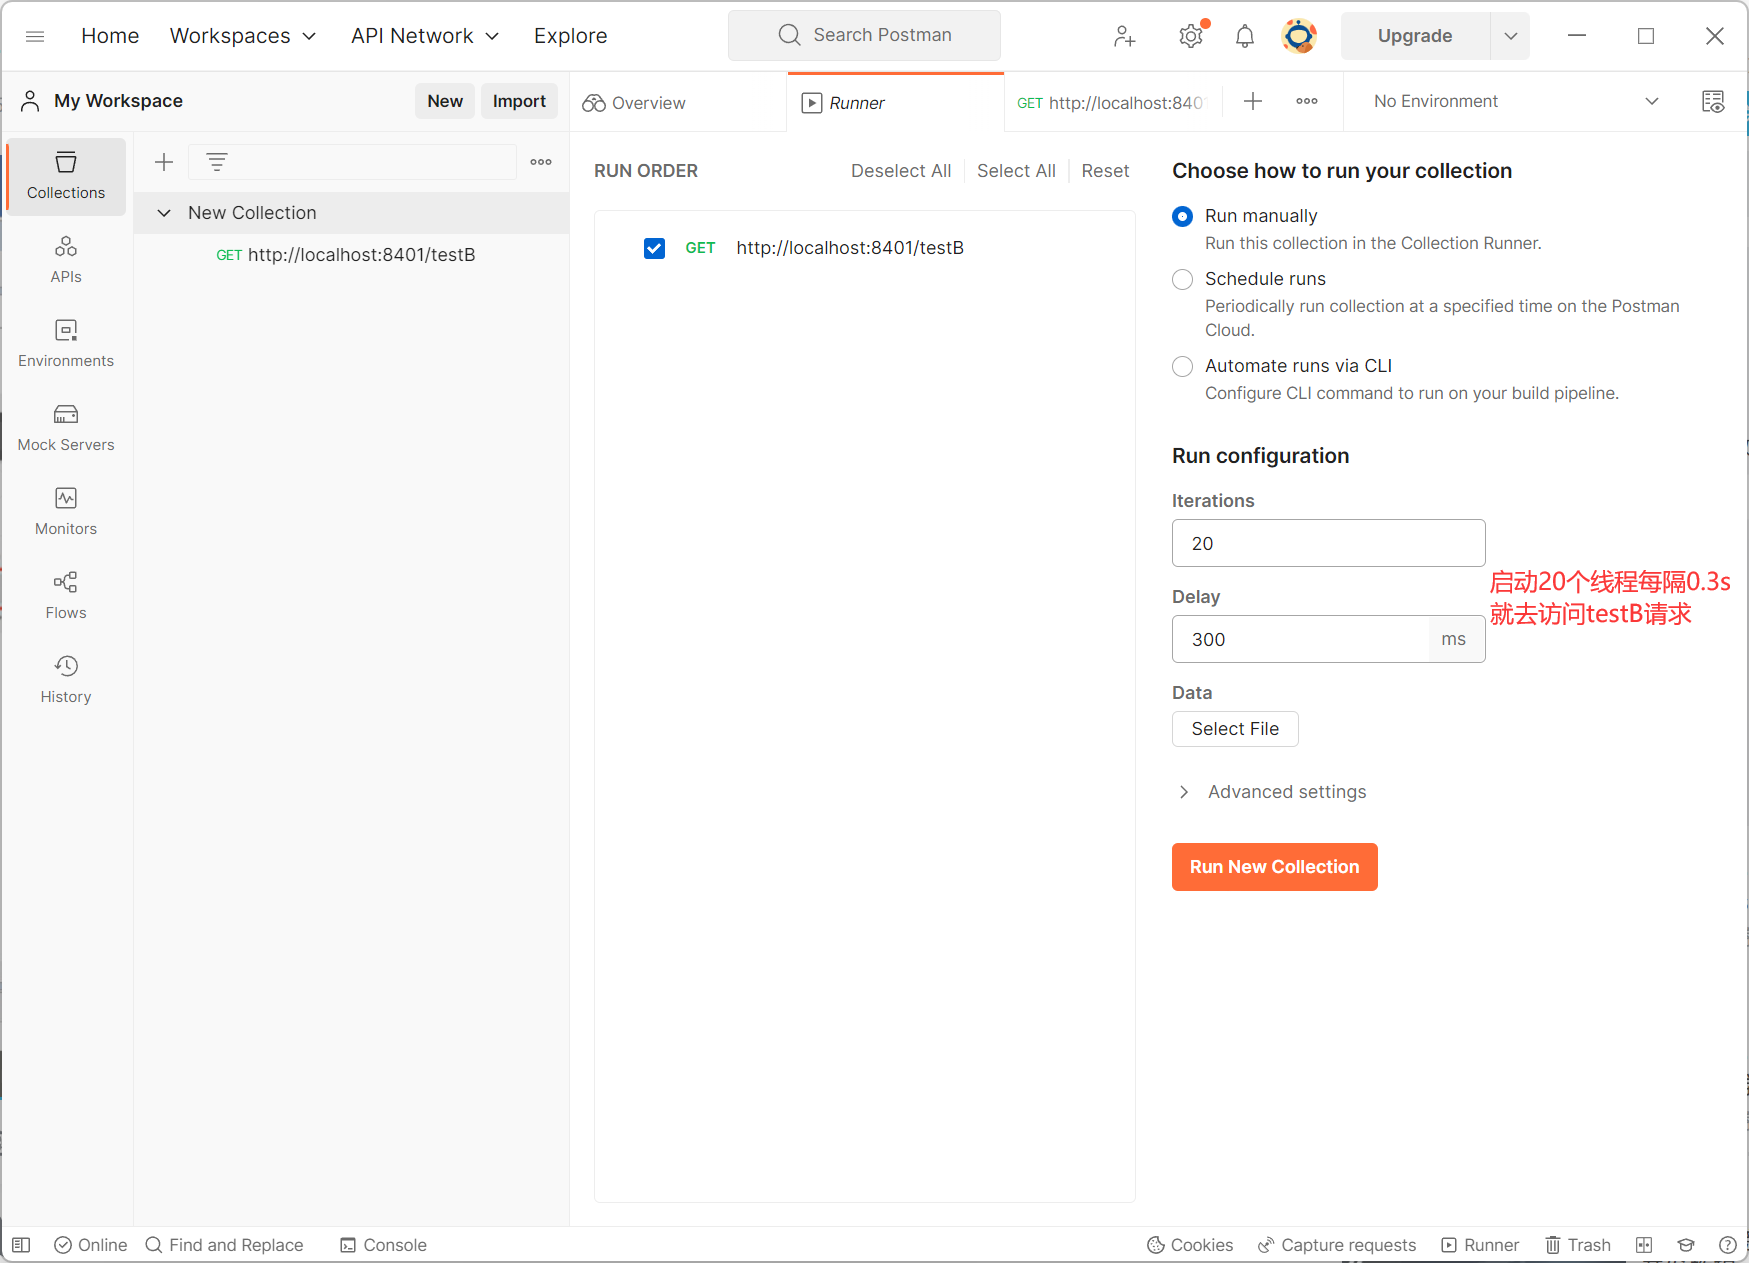 Home
Workspaces
API Network
Explore
Search Postman
Upgrade
My Workspace
New
Import
Overview
Runner
GET http://localhost:840
No Environment
Collections
APIs
Environments
Mock Servers
Monitors
Flows
History
New Collection
GET http://localhost:8401/testB
RUN ORDER
Deselect All
Select All
Reset
GET http://localhost:8401/testB
Choose how to run your collection
Run manually
Run this collection in the Collection Runner.
Schedule runs
Periodically run collection at a specified time on the Postman
Cloud.
Automate runs via CLI
Configure CLI command to run on your build pipeline.
Run configuration
Iterations
20
Delay
300
ms
启动20个线程每隔0.3s
就去访问testB请求
Data
Select File
Advanced settings
Run New Collection
Online
Find and Replace
Console
Cookies
Capture requests
Runner
Trash